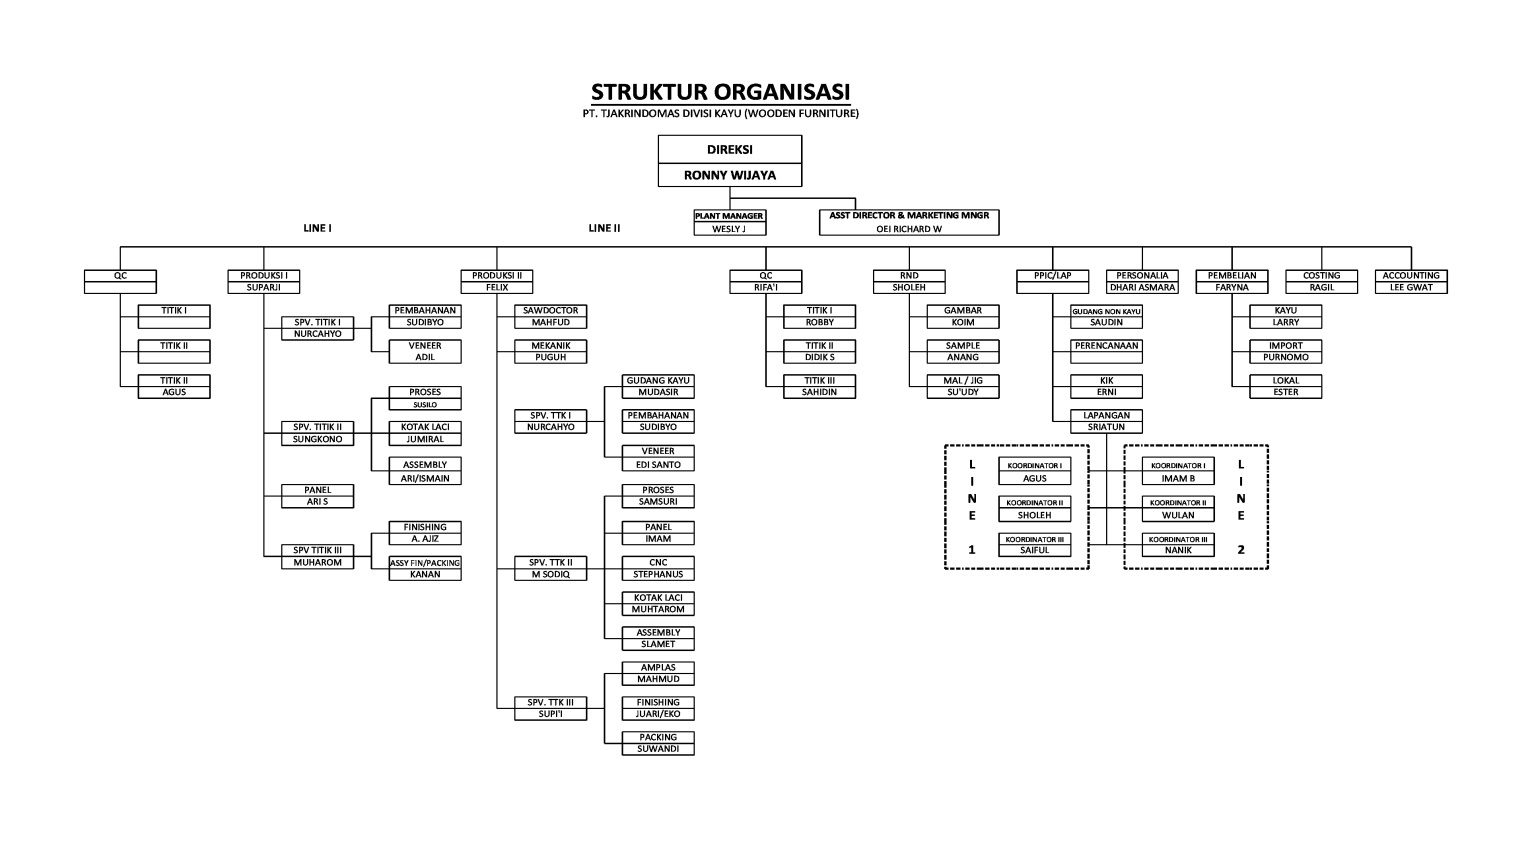 STRUKTUR ORGANISASI
PT. TJAKRINDOMAS DIVISI KAYU (WOODEN FURNITURE)
DIREKSI
RONNY WIJAYA
PLANT MANAGER
WESLY J
ASST DIRECTOR & MARKETING MNGR
OEI RICHARD W
LINE I
LINE II
QC
TITIK I
TITIK II
TITIK II
AGUS
PRODUKSI I
SUPARJI
SPV. TITIK I
NURCAHYO
PEMBAHANAN
SUDIBYO
VENEER
ADIL
SPV. TITIK II
SUNGKONO
PROSES
SUSILO
KOTAK LACI
JUMIRAL
ASSEMBLY
ARI/ISMAIN
PANEL
ARI S
SPV TITIK III
MUHAROM
FINISHING
A. AJIZ
ASSY FIN/PACKING
KANAN
PRODUKSI II
FELIX
SAWDOCTOR
MAHFUD
MEKANIK
PUGUH
SPV. TTK I
NURCAHYO
GUDANG KAYU
MUDASIR
PEMBAHANAN
SUDIBYO
VENEER
EDI SANTO
SPV. TTK II
M SODIQ
PROSES
SAMSURI
PANEL
IMAM
CNC
STEPHANUS
KOTAK LACI
MUHTAROM
ASSEMBLY
SLAMET
SPV. TTK III
SUPI'I
AMPLAS
MAHMUD
FINISHING
JUARI/EKO
PACKING
SUWANDI
QC
RIFA'I
TITIK I
ROBBY
TITIK II
DIDIK S
TITIK III
SAHIDIN
RND
SHOLEH
GAMBAR
KOIM
SAMPLE
ANANG
MAL / JIG
SU'UDY
PPIC/LAP
GUDANG NON KAYU
SAUDIN
PERENCANAAN
KIK
ERNI
LAPANGAN
SRIATUN
LINE 1
KOORDINATOR I
AGUS
KOORDINATOR II
SHOLEH
KOORDINATOR III
SAIFUL
KOORDINATOR I
IMAM B
KOORDINATOR II
WULAN
KOORDINATOR III
NANIK
LINE 2
PERSONALIA
DHARI ASMARA
PEMBELIAN
FARYNA
KAYU
LARRY
IMPORT
PURNOMO
LOKAL
ESTER
COSTING
RAGIL
ACCOUNTING
LEE GWAT